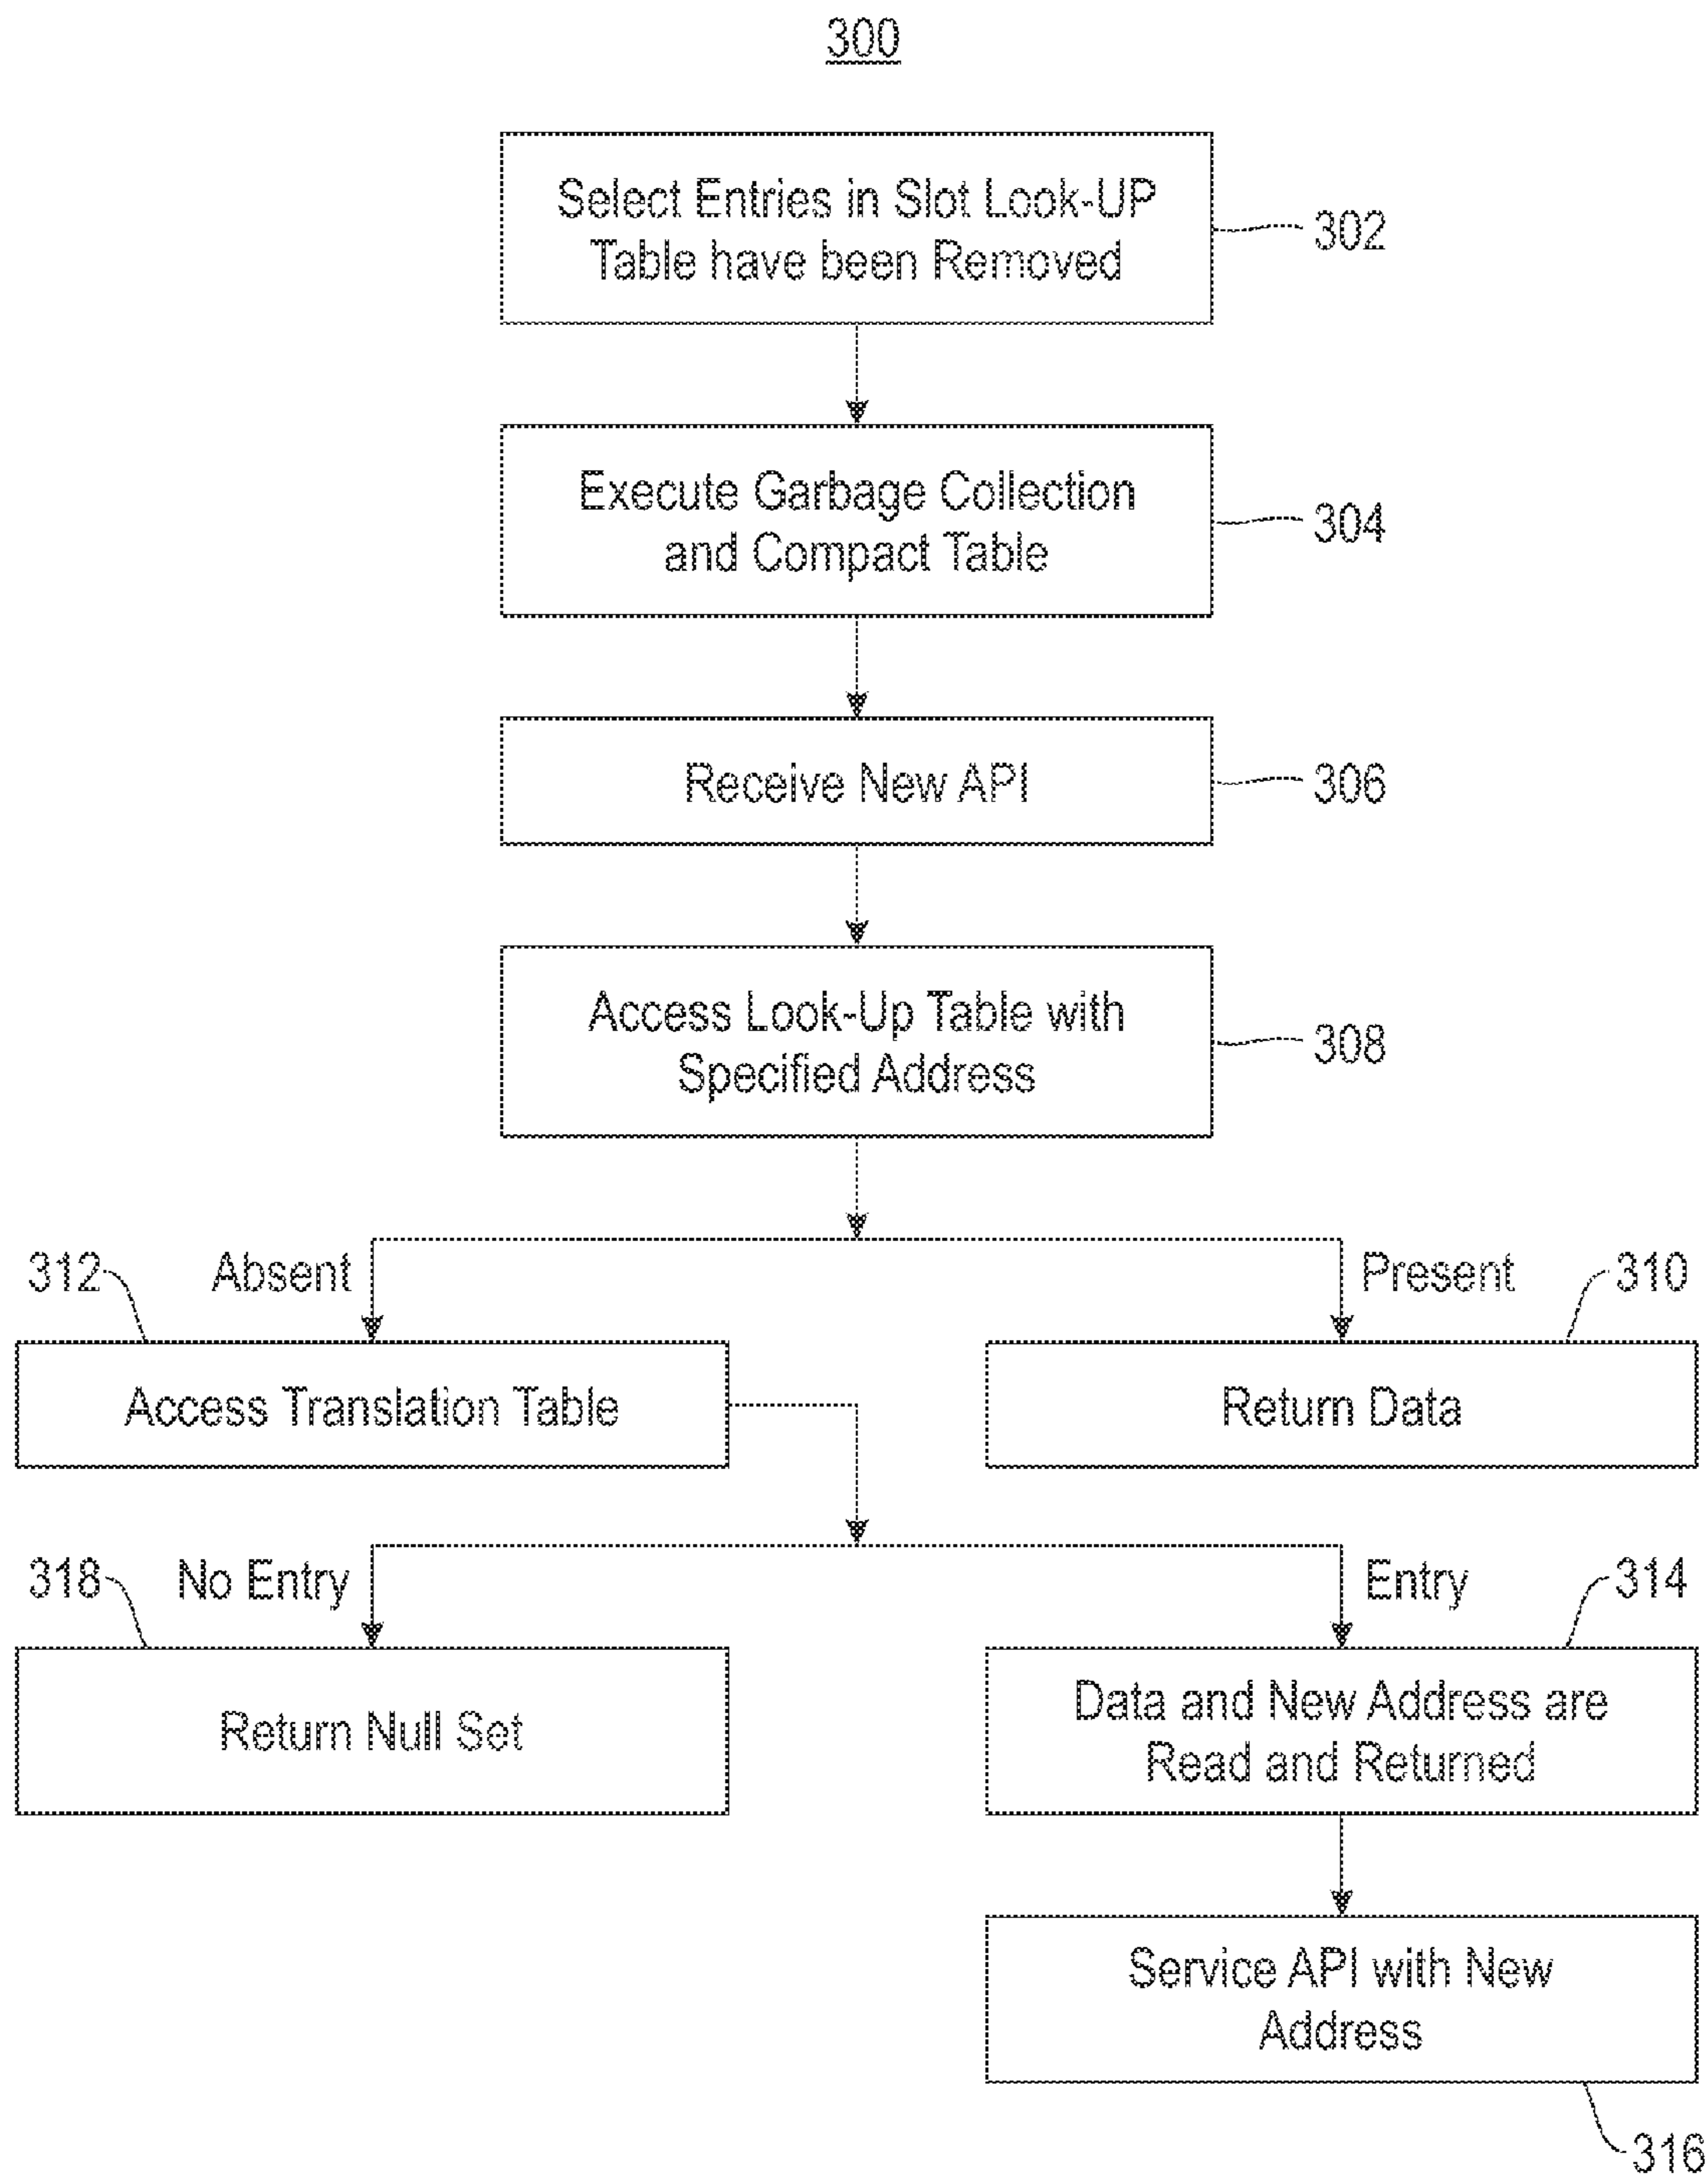 300
Select Entries in Slot Look-UP
Table have been Removed
302
Execute Garbage Collection
and Compact Table
304
Receive New API
306
Access Look-Up Table with
Specified Address
308
312
Absent
Present
310
Access Translation Table
Return Data
318
No Entry
Entry
314
Return Null Set
Data and New Address are
Read and Returned
Service API with New
Address
316